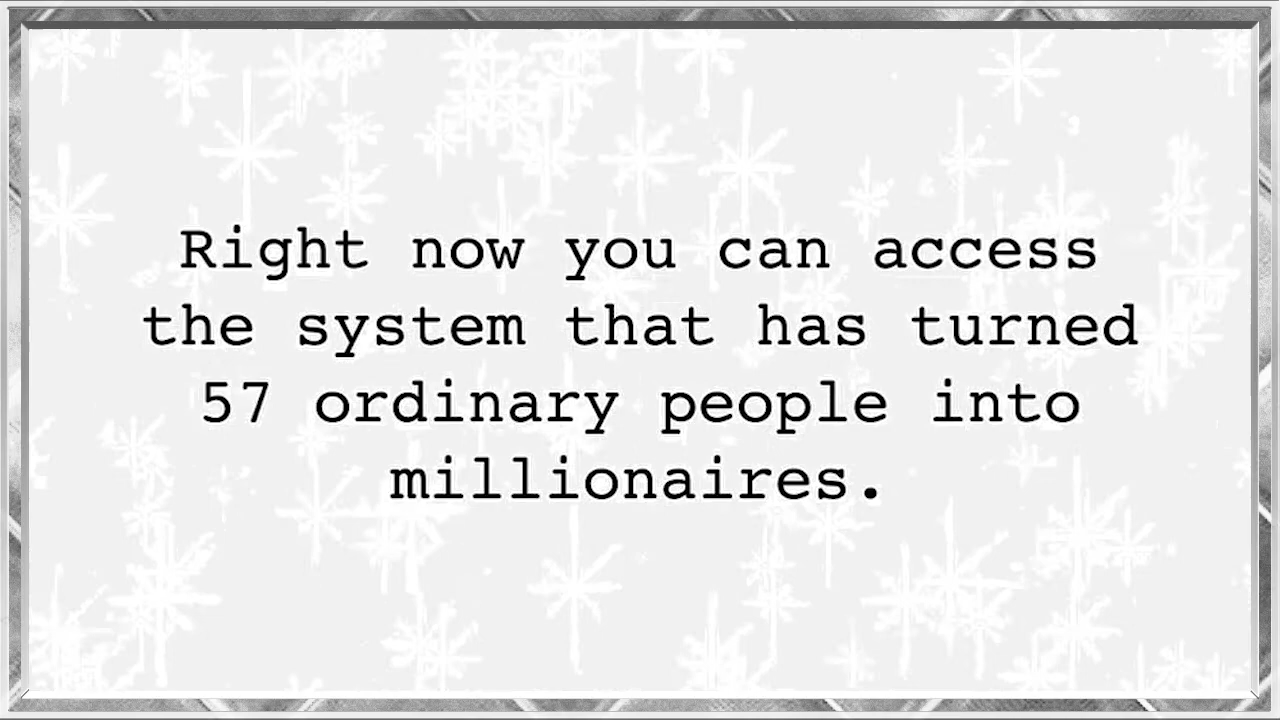 Right now you can access
the system that has turned
57 ordinary people into
millionaires.